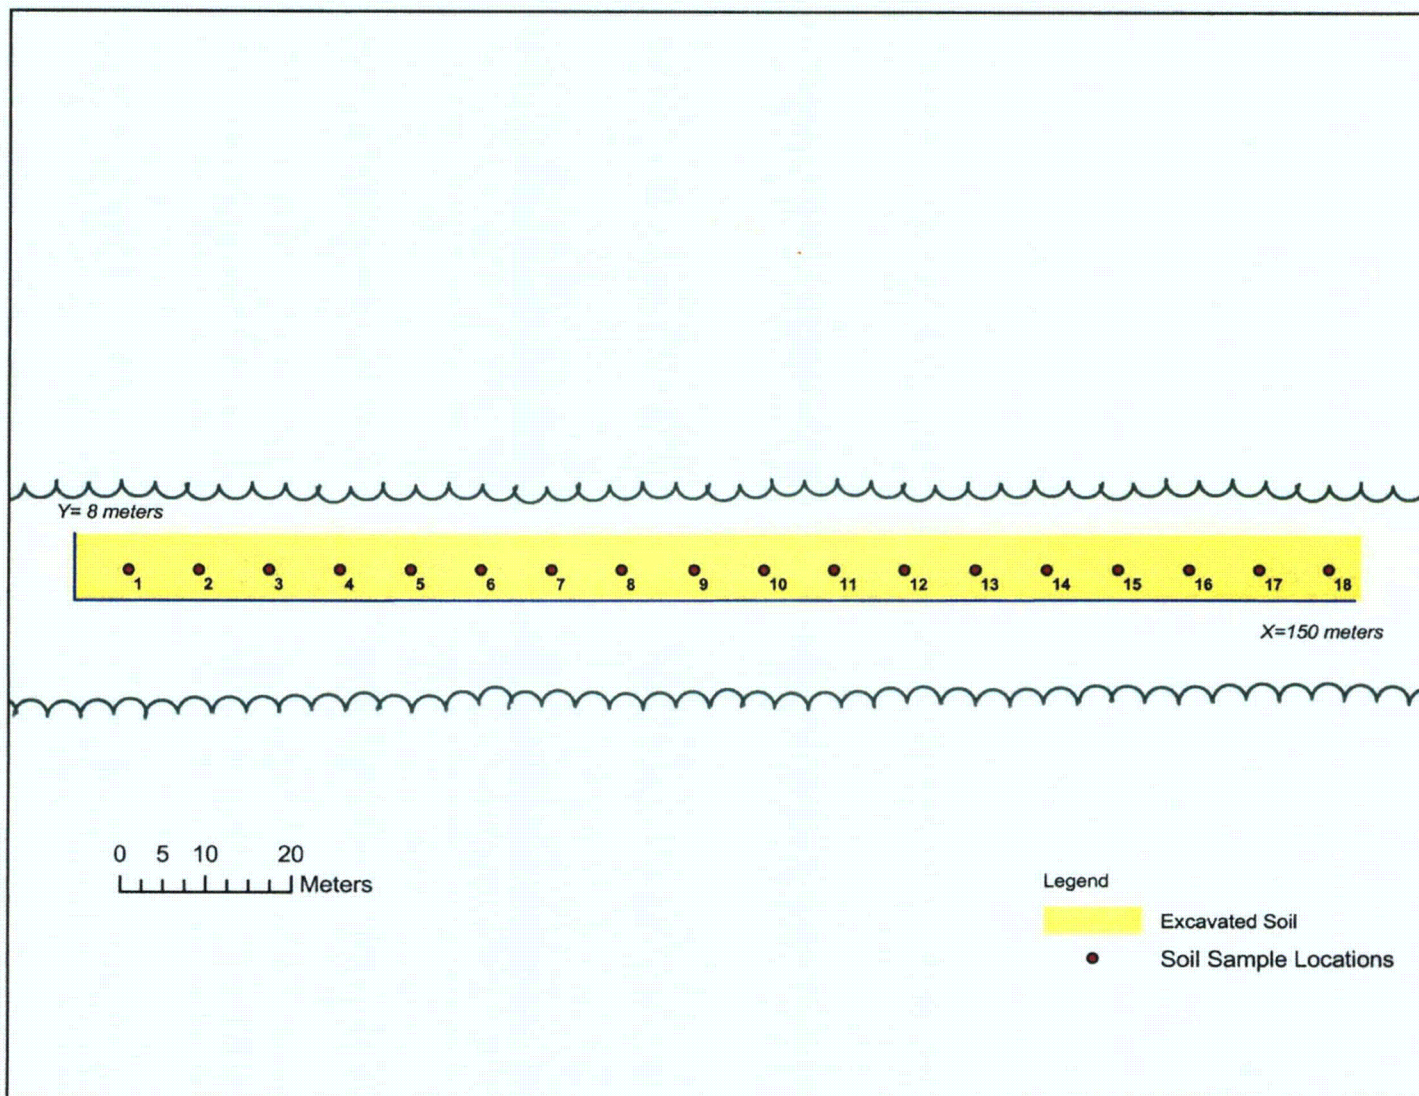 Y= 8 meters
1 2 3 4 5 6 7 8 9 10 11 12 13 14 15 16 17 18
X=150 meters
0 5 10 20
Meters
Legend
Excavated Soil
Soil Sample Locations